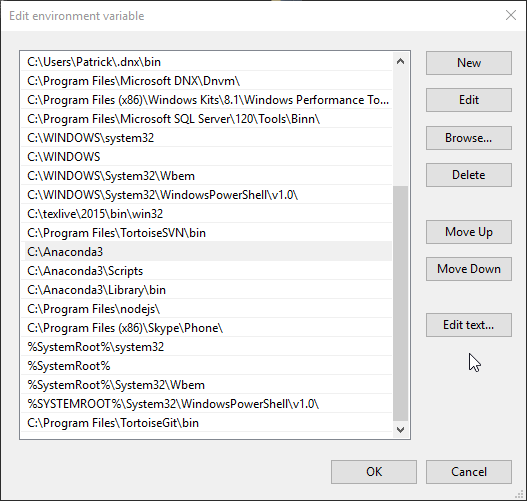 Edit environment variable
C:\Users\Patrick\.dnx\bin
C:\Program Files\Microsoft DNX\Dnvm\
C:\Program Files (x86)\Windows Kits\8.1\Windows Performance To...
C:\Program Files\Microsoft SQL Server\120\Tools\Binn\
C:\WINDOWS\system32
C:\WINDOWS
C:\WINDOWS\System32\Wbem
C:\WINDOWS\System32\WindowsPowerShell\v1.0\
C:\texlive\2015\bin\win32
C:\Program Files\TortoiseSVN\bin
C:\Anaconda3
C:\Anaconda3\Scripts
C:\Anaconda3\Library\bin
C:\Program Files\nodejs\
C:\Program Files (x86)\Skype\Phone\
%SystemRoot%\system32
%SystemRoot%
%SystemRoot%\System32\Wbem
%SYSTEMROOT%\System32\WindowsPowerShell\v1.0\
C:\Program Files\TortoiseGit\bin
New
Edit
Browse...
Delete
Move Up
Move Down
Edit text...
OK
Cancel